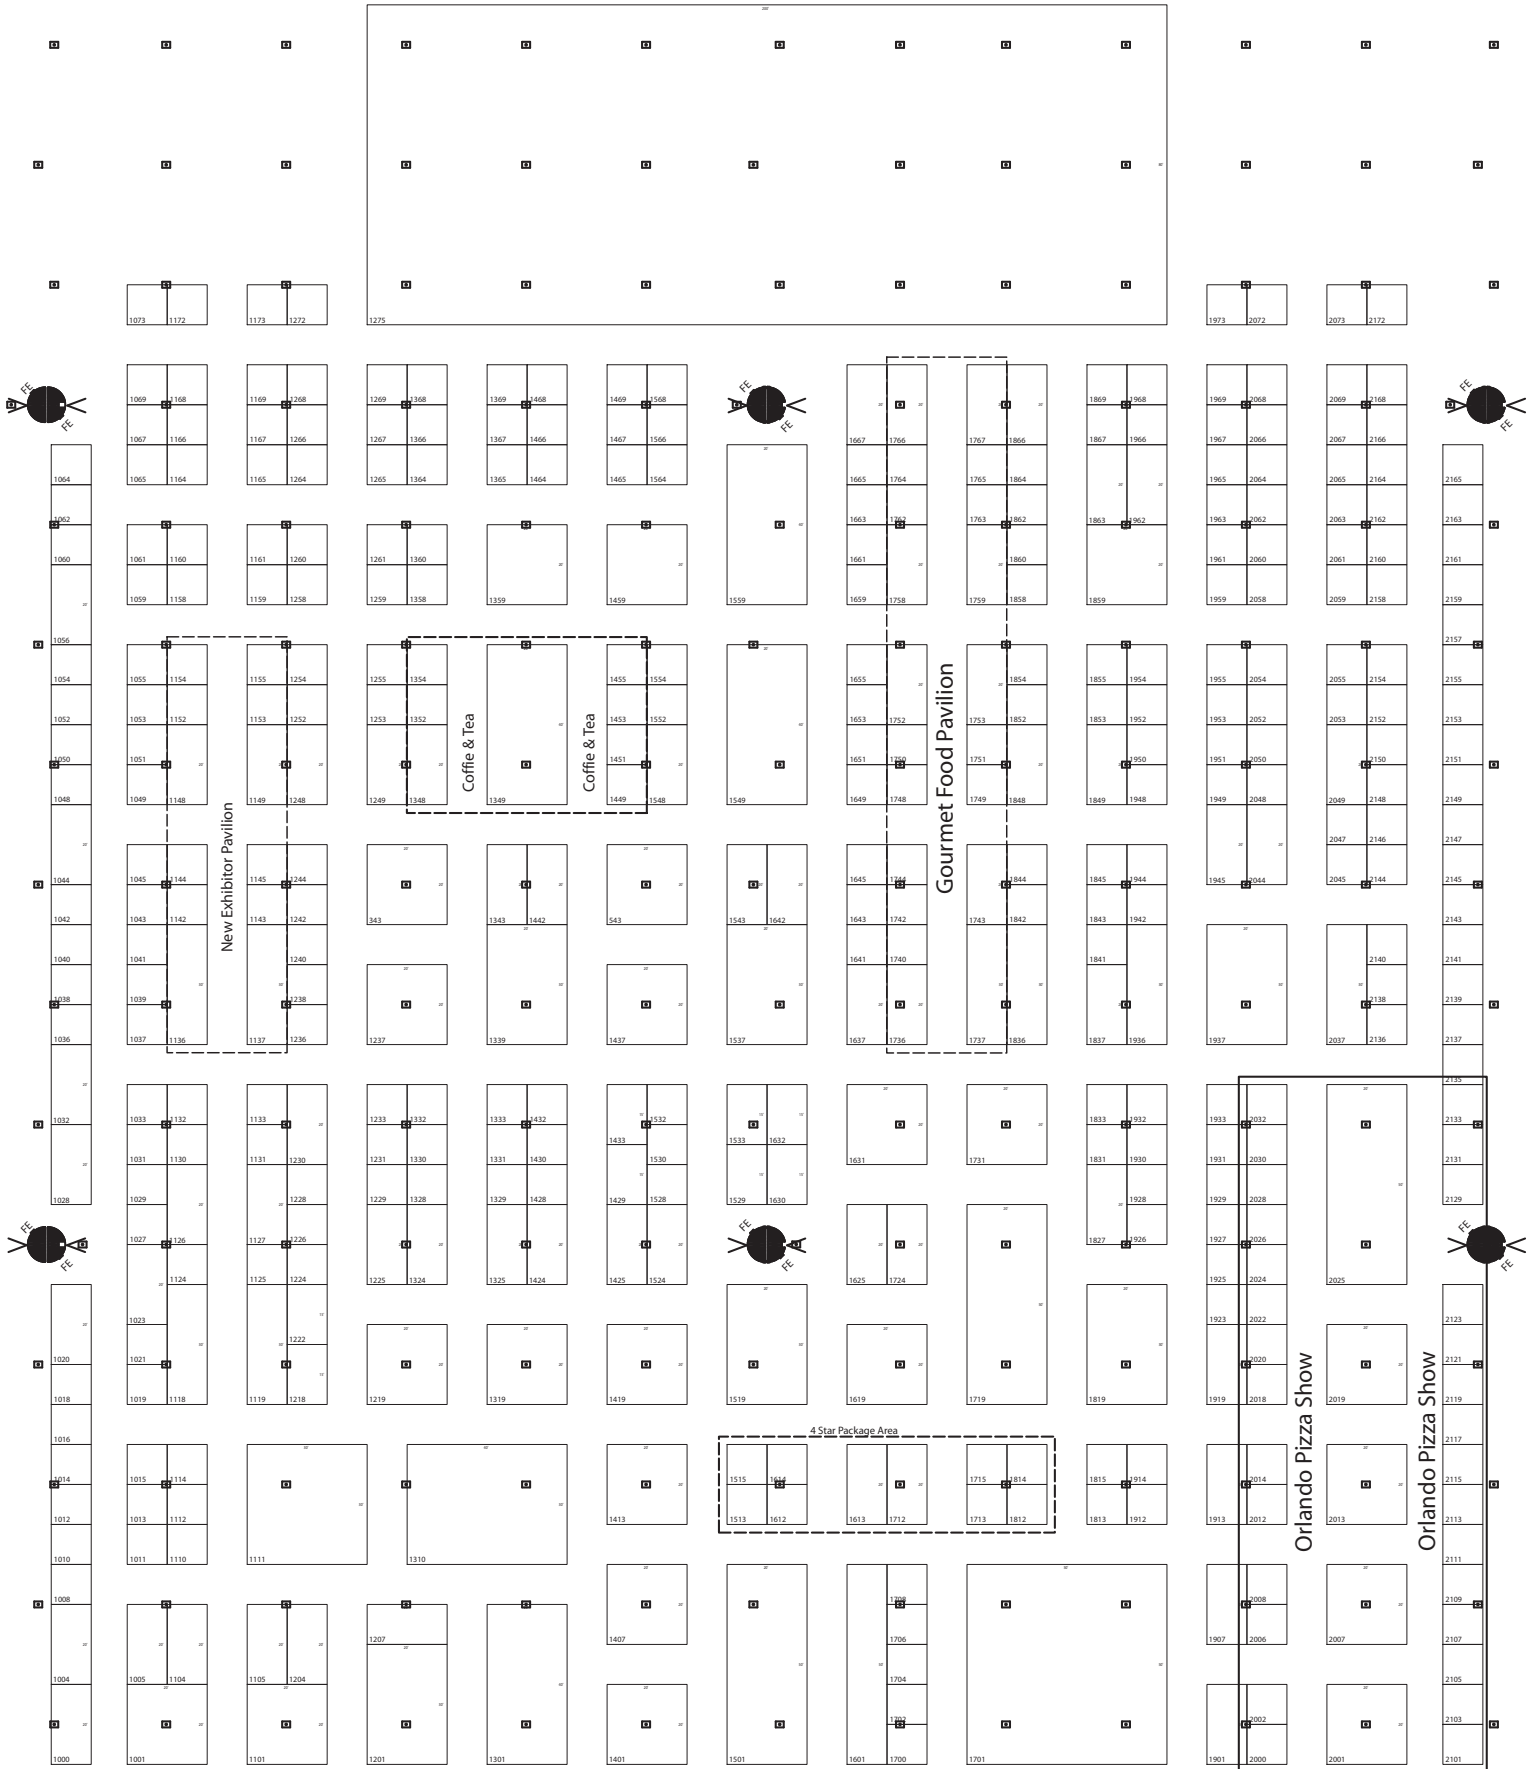 200'
1073 1172 1173 1272 1275 1973 2072 2073 2172
FE FE FE
1069 1168 1169 1268 1269 1368 1369 1468 1469 1568 1869 1968 1969 2068 2069 2168
FE FE FE
1067 1166 1167 1266 1267 1366 1367 1466 1467 1566 1667 1766 1767 1866 1867 1966 1967 2066 2067 2166
1064 1065 1164 1165 1264 1265 1364 1365 1464 1465 1564 1665 1764 1765 1864 1965 2064 2065 2164 2165
1062 1663 1762 1763 1862 1863 1962 1963 2062 2063 2162 2163
1060 1061 1160 1161 1260 1261 1360 1661 1860 1961 2060 2061 2160 2161
1059 1158 1159 1258 1259 1358 1359 1459 1559 1659 1758 1759 1858 1859 1959 2058 2059 2158 2159
1056 2157
1054 1055 1154 1155 1254 1255 1354 1455 1554 1655 1854 1855 1954 1955 2054 2055 2154 2155
1052 1053 1152 1153 1252 1253 1352 1453 1552 1653 1752 1753 1852 1853 1952 1953 2052 2053 2152 2153
Coffie & Tea
Coffie & Tea
Gourmet Food Pavilion
1050 1051 1451 1651 1750 1751 1950 1951 2050 2150 2151
1048 1049 1148 1149 1248 1249 1348 1349 1449 1548 1549 1649 1748 1749 1848 1849 1948 1949 2048 2049 2148 2149
New Exhibitor Pavilion
2047 2146 2147
1044 1045 1144 1145 1244 1645 1744 1844 1845 1944 1945 2044 2045 2144 2145
1042 1043 1142 1143 1242 343 1343 1442 543 1543 1642 1643 1742 1743 1842 1843 1942 2143
1040 1041 1240 1641 1740 1841 2140 2141
1038 1039 1238 2138 2139
1036 1037 1136 1137 1236 1237 1339 1437 1537 1637 1736 1737 1836 1837 1936 1937 2037 2136 2137
2135
1032 1033 1132 1133 1233 1332 1333 1432 1532 1833 1932 1933 2032 2133
1433 1533 1632
1031 1130 1131 1230 1231 1330 1331 1430 1530 1631 1731 1831 1930 1931 2030 2131
1028 1029 1228 1229 1328 1329 1428 1429 1528 1529 1630 1928 1929 2028 2129
FE FE FE
1027 1126 1127 1226 1827 1926 1927 2026
FE FE FE
1124 1125 1224 1225 1324 1325 1424 1425 1524 1625 1724 1925 2024 2025
1023 1923 2022 2123
1222
1020 1021 2020 2121
1018 1019 1118 1119 1218 1219 1319 1419 1519 1619 1719 1819 1919 2018 2019 2119
Orlando Pizza Show
Orlando Pizza Show
4 Star Package Area
1016 2117
1014 1015 1114 1515 1614 1715 1814 1815 1914 2014 2115
1012 1013 1112 1413 1513 1612 1613 1712 1713 1812 1813 1912 1913 2012 2013 2113
1010 1011 1110 1111 1310 2111
1008 1708 2008 2109
1207 1407 1706 1907 2006 2007 2107
1004 1005 1104 1105 1204 1704 2105
1702 2002 2103
1000 1001 1101 1201 1301 1401 1501 1601 1700 1701 1901 2000 2001 2101